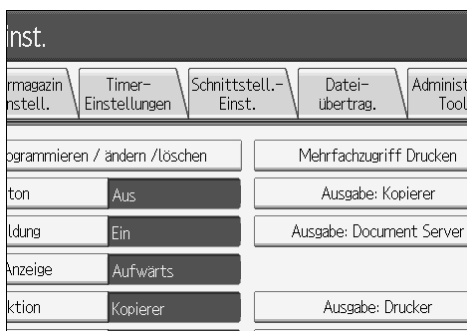 inst.
rmagazin Timer- Schnittstell.- Datei- Administ
nstell. Einstellungen Einst. übertrag. Tool
ogrammieren / ändern /löschen Mehrfachzugriff Drucken
ton Aus Ausgabe: Kopierer
ldung Ein Ausgabe: Document Server
Anzeige Aufwärts
ktion Kopierer Ausgabe: Drucker